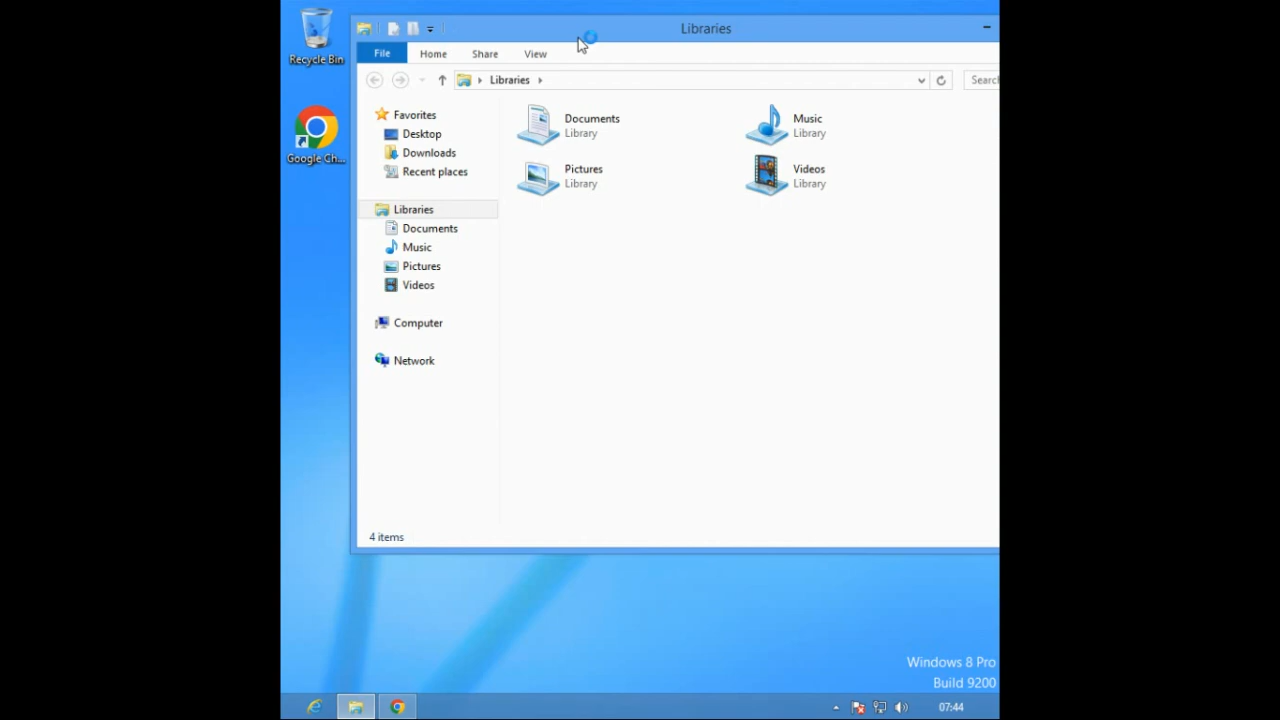 Recycle Bin
Google Ch...
Libraries
File Home Share View
Libraries
Search
Favorites
Desktop
Downloads
Recent places
Libraries
Documents
Music
Pictures
Videos
Computer
Network
Documents
Library
Music
Library
Pictures
Library
Videos
Library
4 items
Windows 8 Pro
Build 9200
07:44